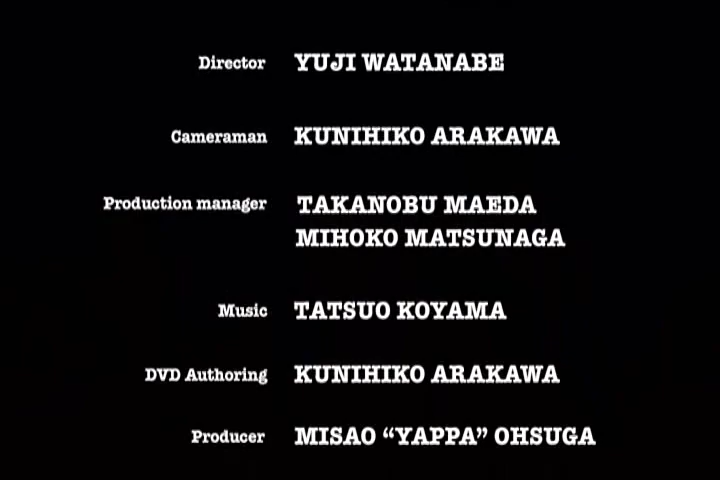 Director YUJI WATANABE
Cameraman KUNIHIKO ARAKAWA
Production manager TAKANOBU MAEDA
MIHOKO MATSUNAGA
Music TATSUO KOYAMA
DVD Authoring KUNIHIKO ARAKAWA
Producer MISAO “YAPPA” OHSUGA